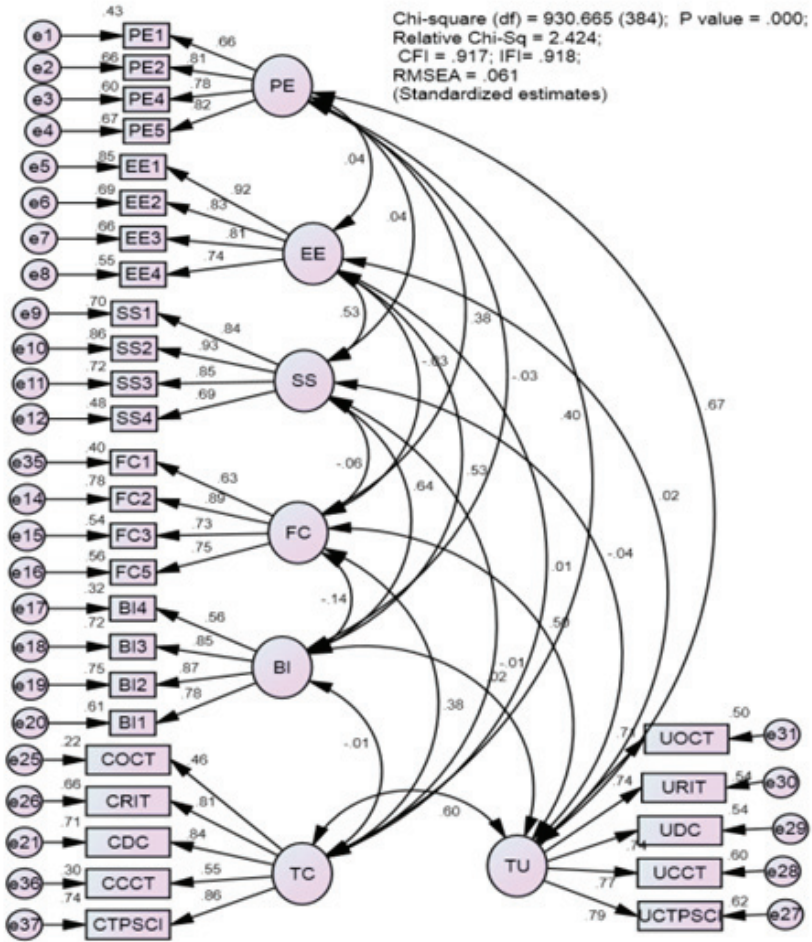 Chi-square (df) = 930.665 (384); P value = .000;
Relative Chi-Sq = 2.424;
CFI = .917; IFI= .918;
RMSEA = .061
(Standardized estimates)
e1 .43 PE1 .66
e2 .66 PE2 .81
e3 .60 PE4 .78
e4 .67 PE5 .82
PE
e5 .85 EE1 .92
e6 .69 EE2 .83
e7 .66 EE3 .81
e8 .55 EE4 .74
EE
e9 .70 SS1 .84
e10 .86 SS2 .93
e11 .72 SS3 .85
e12 .48 SS4 .69
SS
e35 .40 FC1 .63
e14 .78 FC2 .89
e15 .54 FC3 .73
e16 .56 FC5 .75
FC
e17 .32 BI4 .56
e18 .72 BI3 .85
e19 .75 BI2 .87
e20 .61 BI1 .78
BI
e25 .22 COCT .46
e26 .66 CRIT .81
e21 .71 CDC .84
e36 .30 CCCT .55
e37 .74 CTPSCI .86
TC
.04
.04
.53
.38
-.03
-.03
.40
.67
-.06
.64
.53
.02
.01
-.04
-.14
.50
-.01
.02
.38
-.01
.60
TU
UOCT .50 e31
.74 URIT .54 e30
.74 UDC .54 e29
.77 UCCT .60 e28
.79 UCTPSCI .62 e27